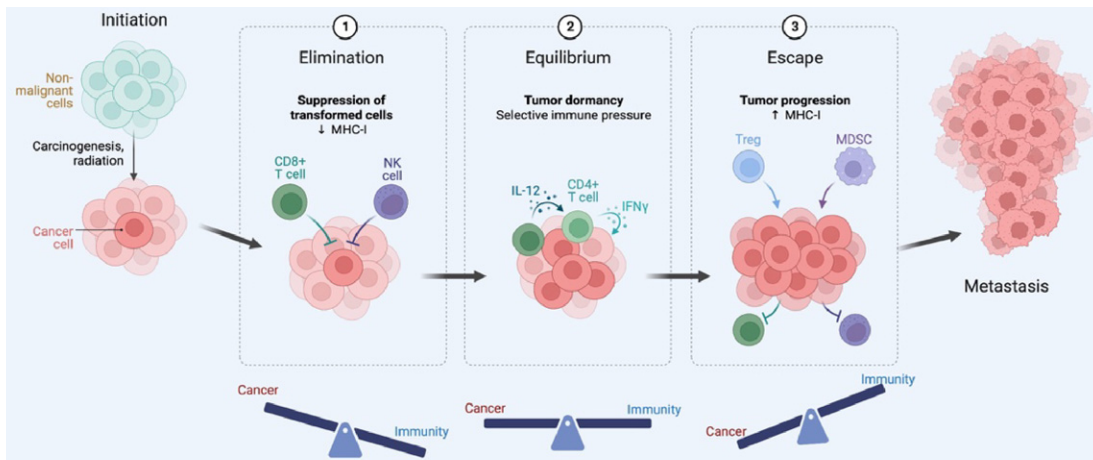 Initiation
Non-
malignant
cells
Carcinogenesis,
radiation
Cancer
cell
1
Elimination
Suppression of
transformed cells
↓ MHC-I
CD8+
T cell
NK
cell
2
Equilibrium
Tumor dormancy
Selective immune pressure
IL-12
CD4+
T cell
IFNγ
3
Escape
Tumor progression
↑ MHC-I
Treg
MDSC
Metastasis
Cancer
Immunity
Cancer
Immunity
Cancer
Immunity